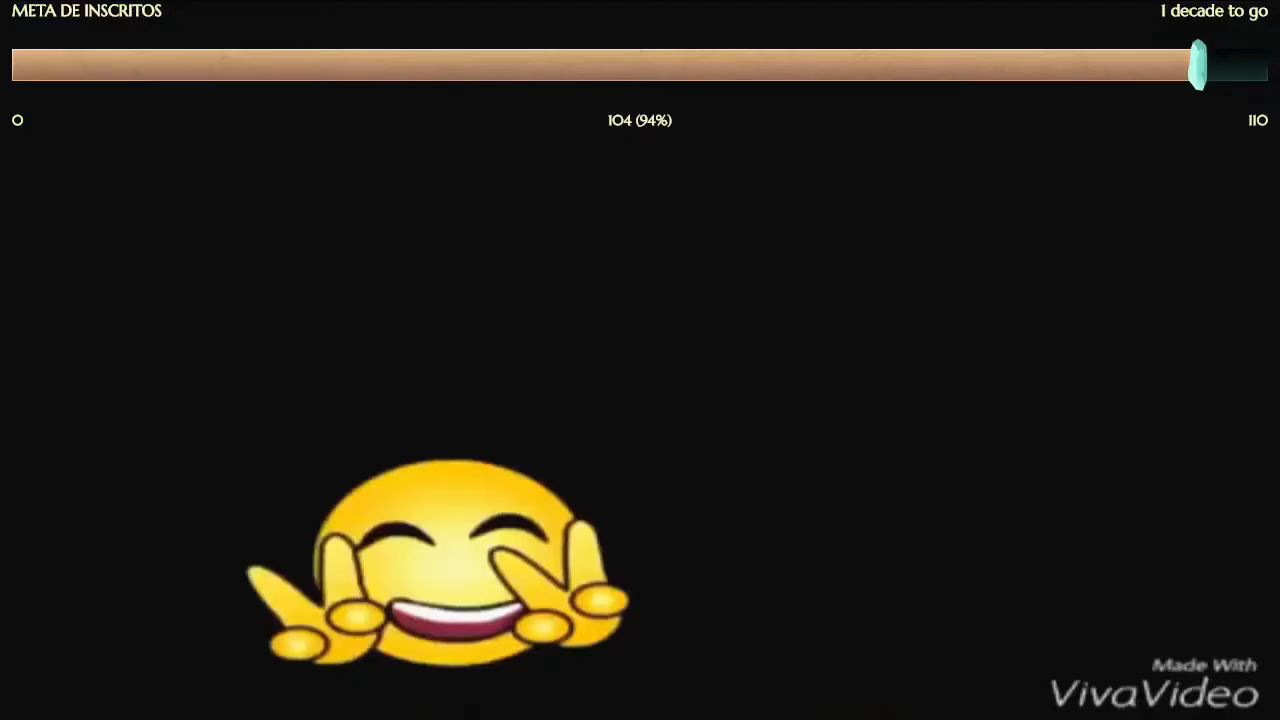 META DE INSCRITOS
1 decade to go
0
104 (94%)
110
Made With
VivaVideo